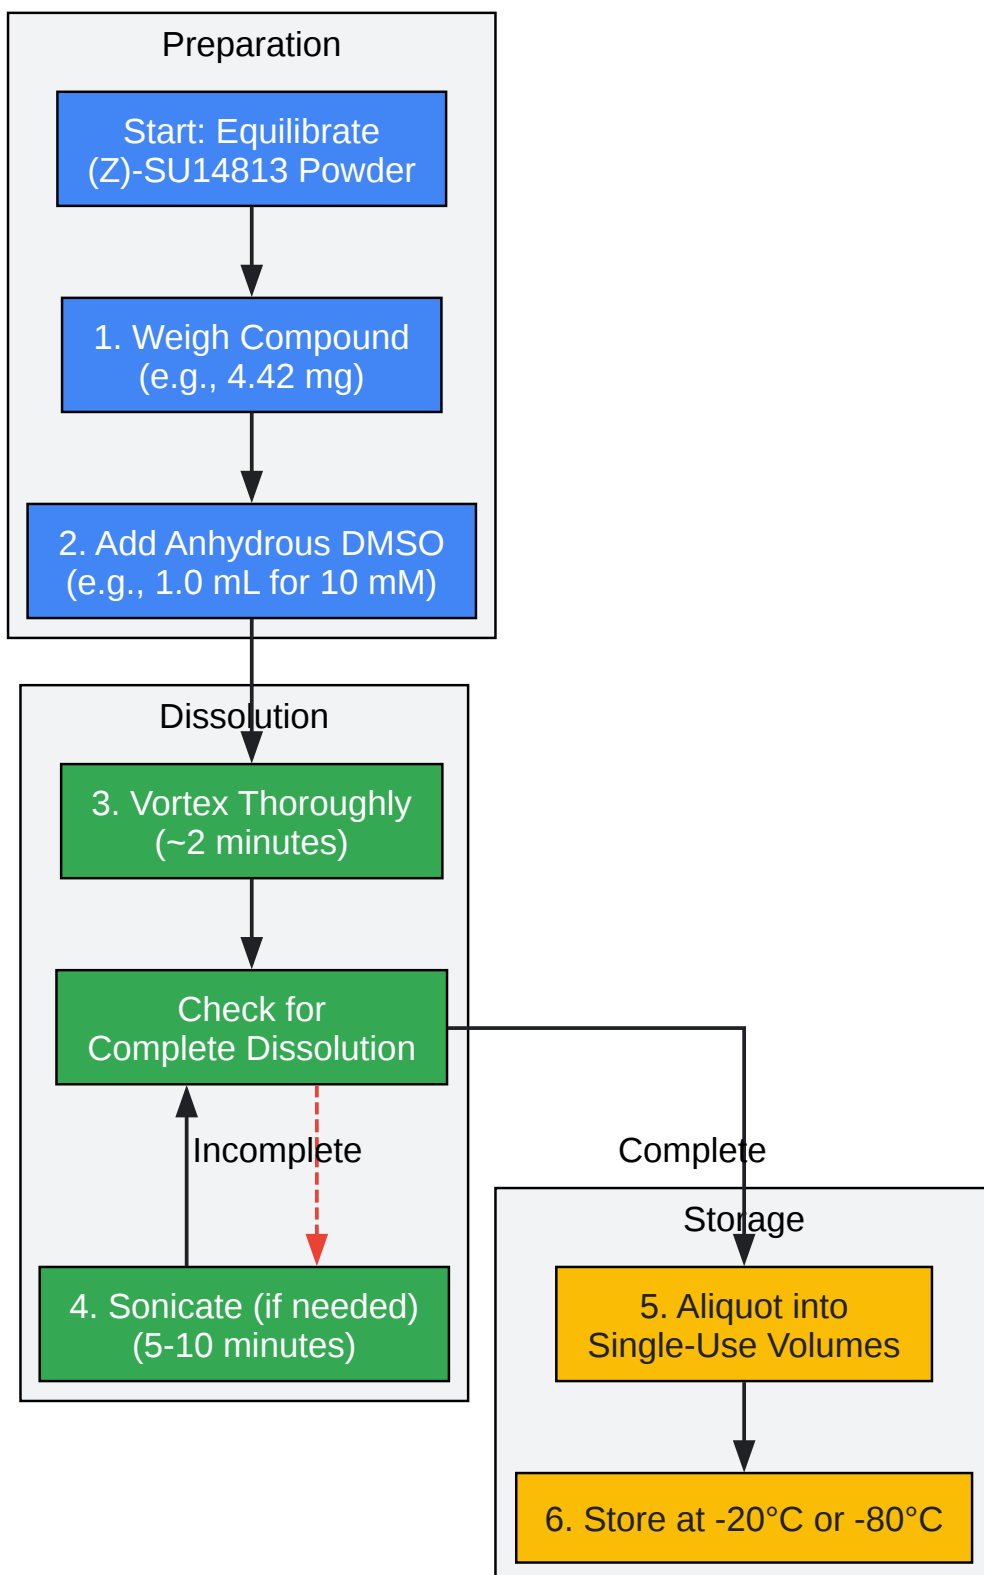 Preparation
Start: Equilibrate
(Z)-SU14813 Powder
1. Weigh Compound
(e.g., 4.42 mg)
2. Add Anhydrous DMSO
(e.g., 1.0 mL for 10 mM)
Dissolution
3. Vortex Thoroughly
(~2 minutes)
Check for
Complete Dissolution
Incomplete
Complete
4. Sonicate (if needed)
(5-10 minutes)
Storage
5. Aliquot into
Single-Use Volumes
6. Store at -20°C or -80°C